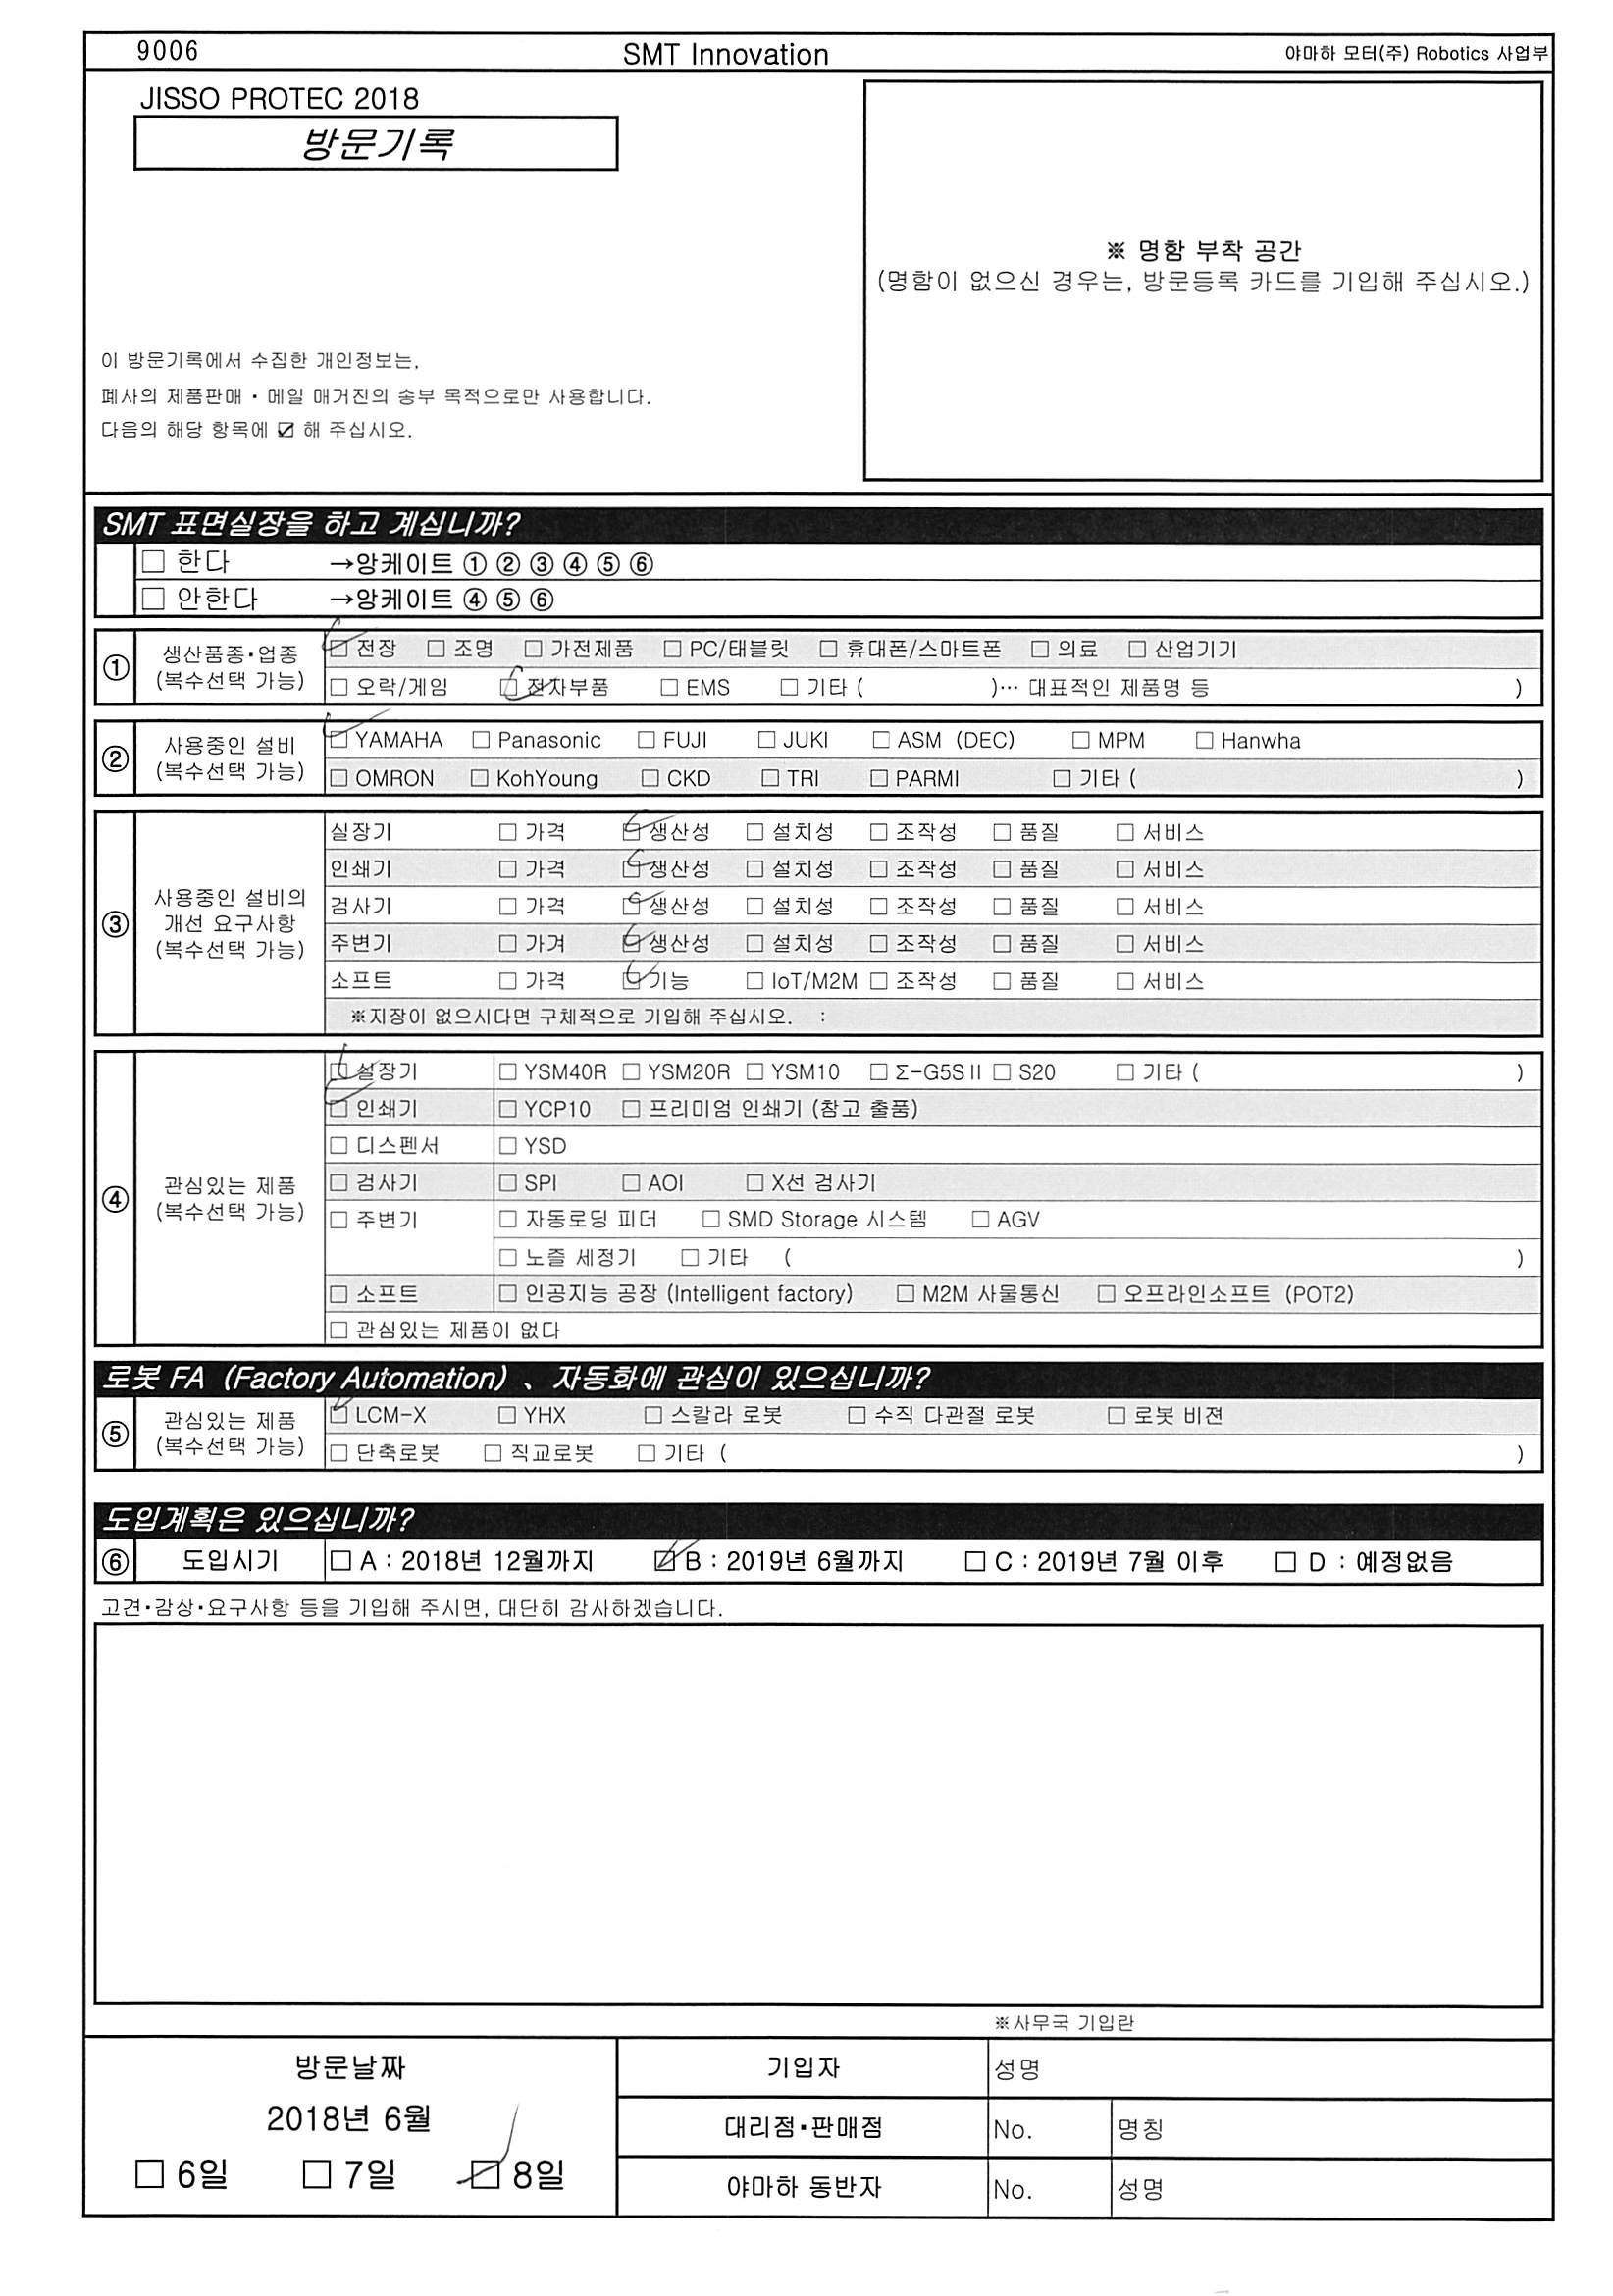 9006 SMT Innovation 야마하 모터(주) Robotics 사업부
JISSO PROTEC 2018
방문기록
※ 명함 부착 공간
(명함이 없으신 경우는, 방문등록 카드를 기입해 주십시오.)
이 방문기록에서 수집한 개인정보는,
폐사의 제품판매・메일 매거진의 송부 목적으로만 사용합니다.
다음의 해당 항목에 ☑ 해 주십시오.
SMT 표면실장을 하고 계십니까?
□ 한다 →앙케이트 ① ② ③ ④ ⑤ ⑥
□ 안한다 →앙케이트 ④ ⑤ ⑥
① 생산품종・업종 (복수선택 가능)
☑ 전장 □ 조명 □ 가전제품 □ PC/태블릿 □ 휴대폰/스마트폰 □ 의료 □ 산업기기
□ 오락/게임 ☑ 전자부품 □ EMS □ 기타 ( )… 대표적인 제품명 등 )
② 사용중인 설비 (복수선택 가능)
☑ YAMAHA □ Panasonic □ FUJI □ JUKI □ ASM (DEC) □ MPM □ Hanwha
□ OMRON □ KohYoung □ CKD □ TRI □ PARMI □ 기타 ( )
③ 사용중인 설비의 개선 요구사항 (복수선택 가능)
실장기 □ 가격 ☑ 생산성 □ 설치성 □ 조작성 □ 품질 □ 서비스
인쇄기 □ 가격 ☑ 생산성 □ 설치성 □ 조작성 □ 품질 □ 서비스
검사기 □ 가격 ☑ 생산성 □ 설치성 □ 조작성 □ 품질 □ 서비스
주변기 □ 가겨 ☑ 생산성 □ 설치성 □ 조작성 □ 품질 □ 서비스
소프트 □ 가격 ☑ 기능 □ IoT/M2M □ 조작성 □ 품질 □ 서비스
※지장이 없으시다면 구체적으로 기입해 주십시오. :
④ 관심있는 제품 (복수선택 가능)
☑ 실장기 □ YSM40R □ YSM20R □ YSM10 □ Σ-G5SⅡ □ S20 □ 기타 ( )
☑ 인쇄기 □ YCP10 □ 프리미엄 인쇄기 (참고 출품)
□ 디스펜서 □ YSD
□ 검사기 □ SPI □ AOI □ X선 검사기
□ 주변기 □ 자동로딩 피더 □ SMD Storage 시스템 □ AGV
□ 노즐 세정기 □ 기타 ( )
□ 소프트 □ 인공지능 공장 (Intelligent factory) □ M2M 사물통신 □ 오프라인소프트 (POT2)
□ 관심있는 제품이 없다
로봇 FA (Factory Automation) 、자동화에 관심이 있으십니까?
⑤ 관심있는 제품 (복수선택 가능)
☑ LCM-X □ YHX □ 스칼라 로봇 □ 수직 다관절 로봇 □ 로봇 비젼
□ 단축로봇 □ 직교로봇 □ 기타 ( )
도입계획은 있으십니까?
⑥ 도입시기 □ A : 2018년 12월까지 ☑ B : 2019년 6월까지 □ C : 2019년 7월 이후 □ D : 예정없음
고견・감상・요구사항 등을 기입해 주시면, 대단히 감사하겠습니다.
※사무국 기입란
방문날짜
2018년 6월
□ 6일 □ 7일 ☑ 8일
기입자 성명
대리점・판매점 No. 명칭
야마하 동반자 No. 성명